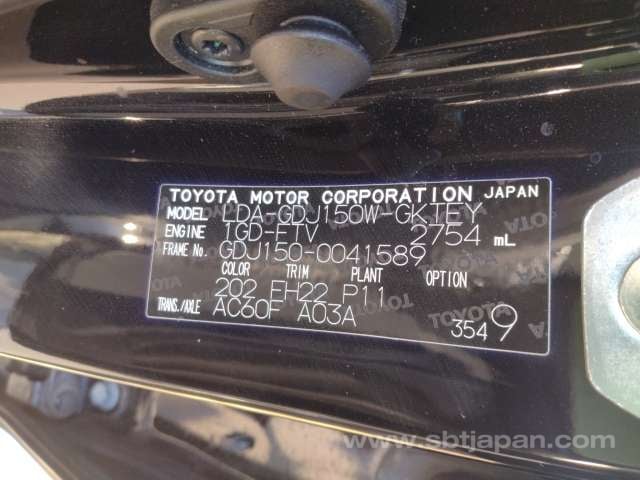 TOYOTA MOTOR CORPORATION JAPAN
MODEL LDA-GDJ150W-GKTEY
ENGINE 1GD-FTV 2754 mL
FRAME No. GDJ150-0041589
COLOR TRIM PLANT OPTION
202 FH22 P11
TRANS./AXLE AC60F A03A
3549
www.sbtjapan.com